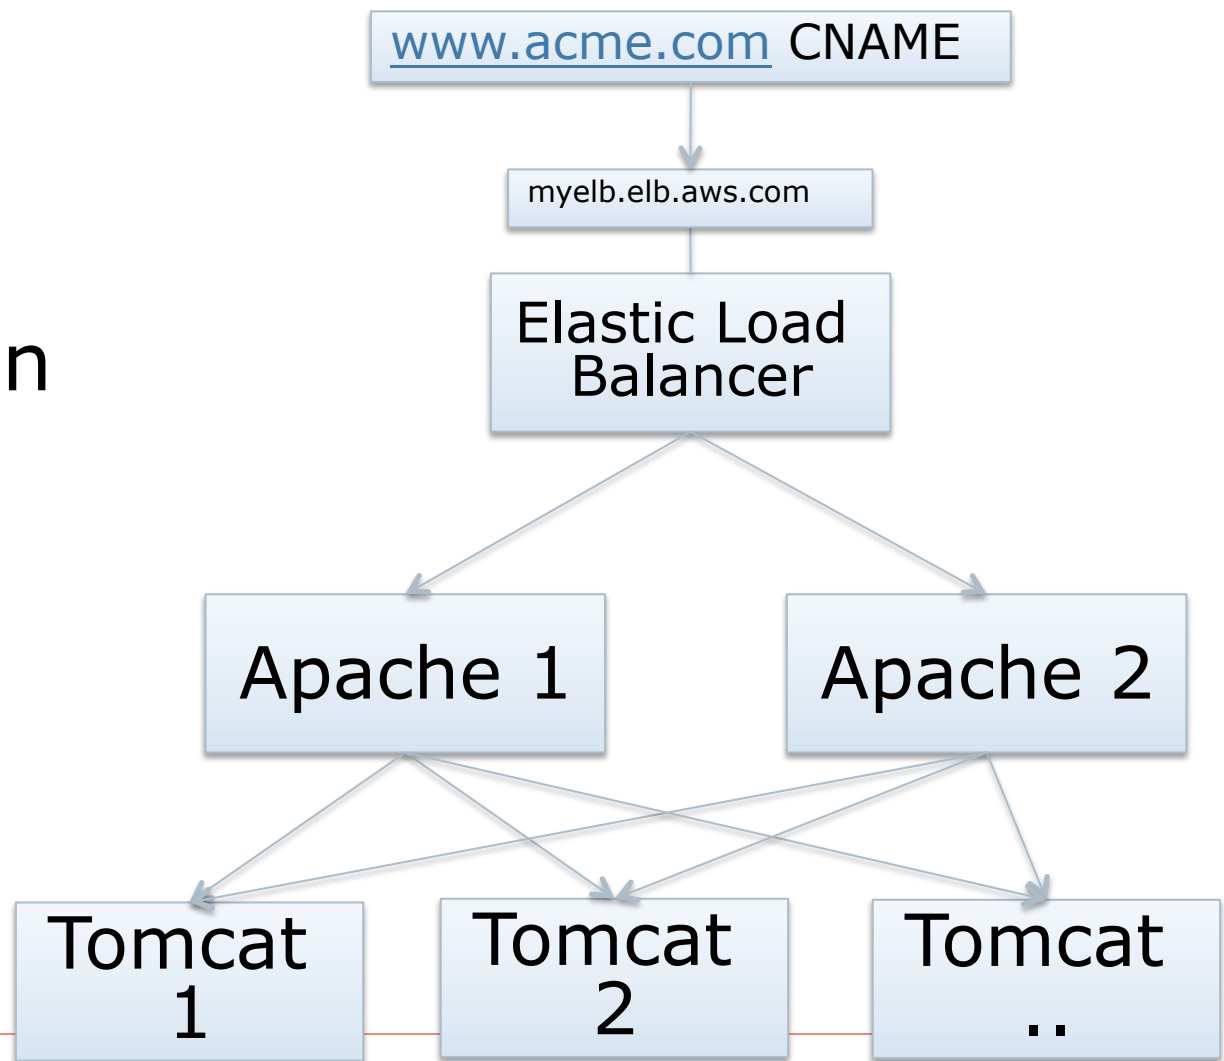 www.acme.com CNAME
myelb.elb.aws.com
Elastic Load
Balancer
n
Apache 1
Apache 2
Tomcat
1
Tomcat
2
Tomcat
..